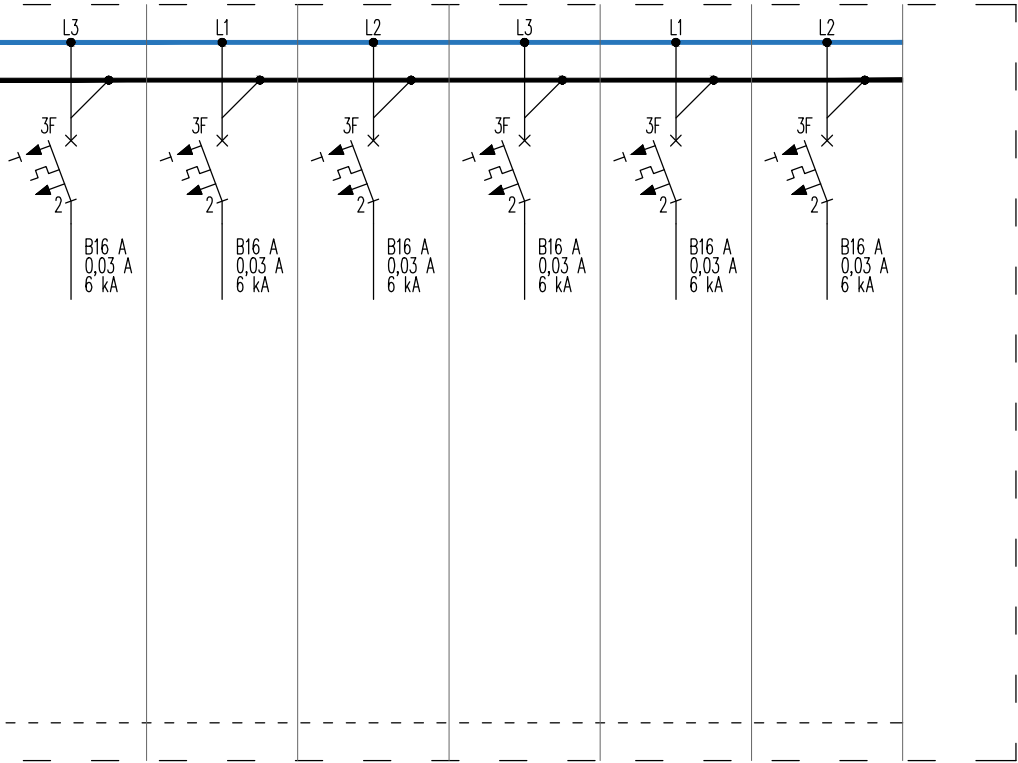 L3 L1 L2 L3 L1 L2
3F 3F 3F 3F 3F 3F
2 2 2 2 2 2
B16 A B16 A B16 A B16 A B16 A B16 A
0,03 A 0,03 A 0,03 A 0,03 A 0,03 A 0,03 A
6 kA 6 kA 6 kA 6 kA 6 kA 6 kA